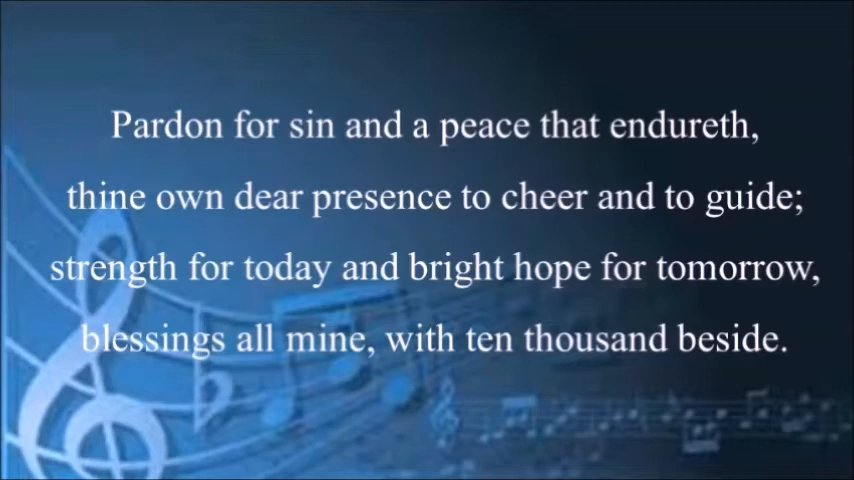 Pardon for sin and a peace that endureth,
thine own dear presence to cheer and to guide;
strength for today and bright hope for tomorrow,
blessings all mine, with ten thousand beside.